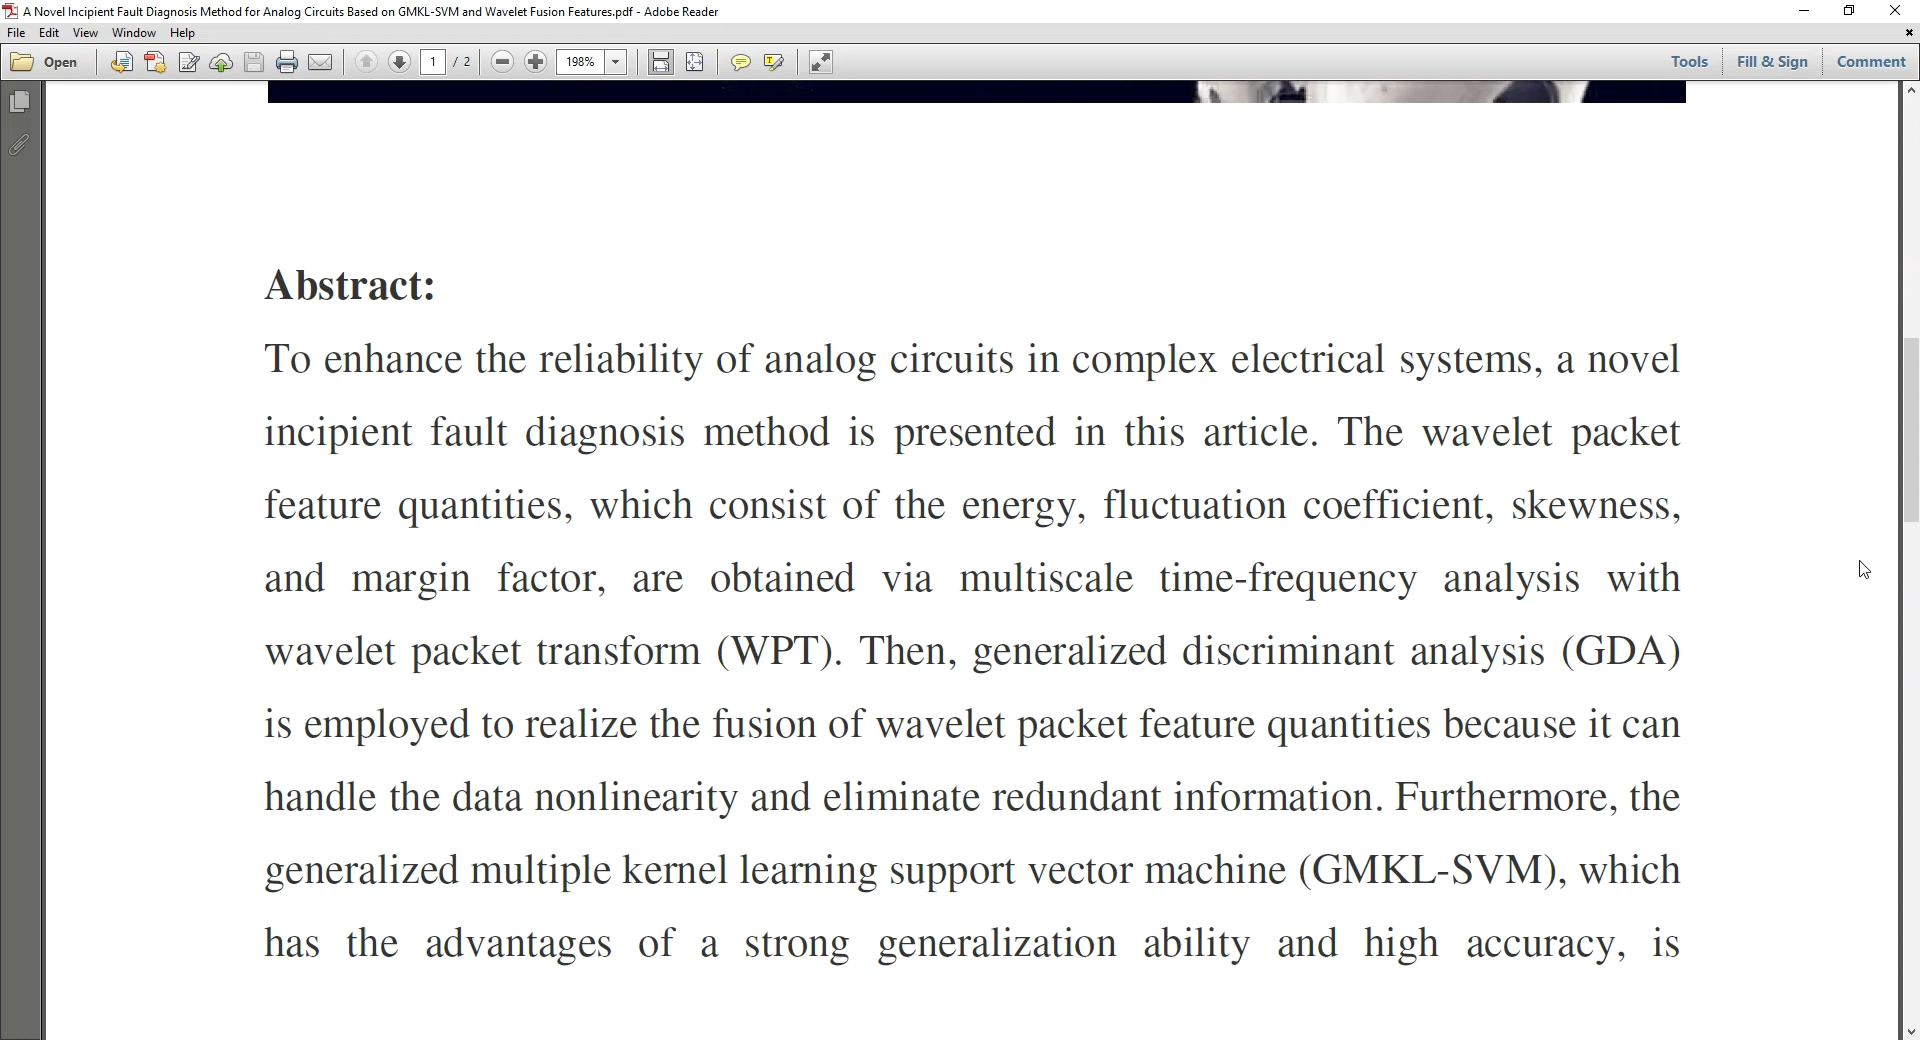 A Novel Incipient Fault Diagnosis Method for Analog Circuits Based on GMKL-SVM and Wavelet Fusion Features.pdf - Adobe Reader
File Edit View Window Help
Open 1 / 2 198% Tools Fill & Sign Comment
Abstract:
To enhance the reliability of analog circuits in complex electrical systems, a novel
incipient fault diagnosis method is presented in this article. The wavelet packet
feature quantities, which consist of the energy, fluctuation coefficient, skewness,
and margin factor, are obtained via multiscale time-frequency analysis with
wavelet packet transform (WPT). Then, generalized discriminant analysis (GDA)
is employed to realize the fusion of wavelet packet feature quantities because it can
handle the data nonlinearity and eliminate redundant information. Furthermore, the
generalized multiple kernel learning support vector machine (GMKL-SVM), which
has the advantages of a strong generalization ability and high accuracy, is